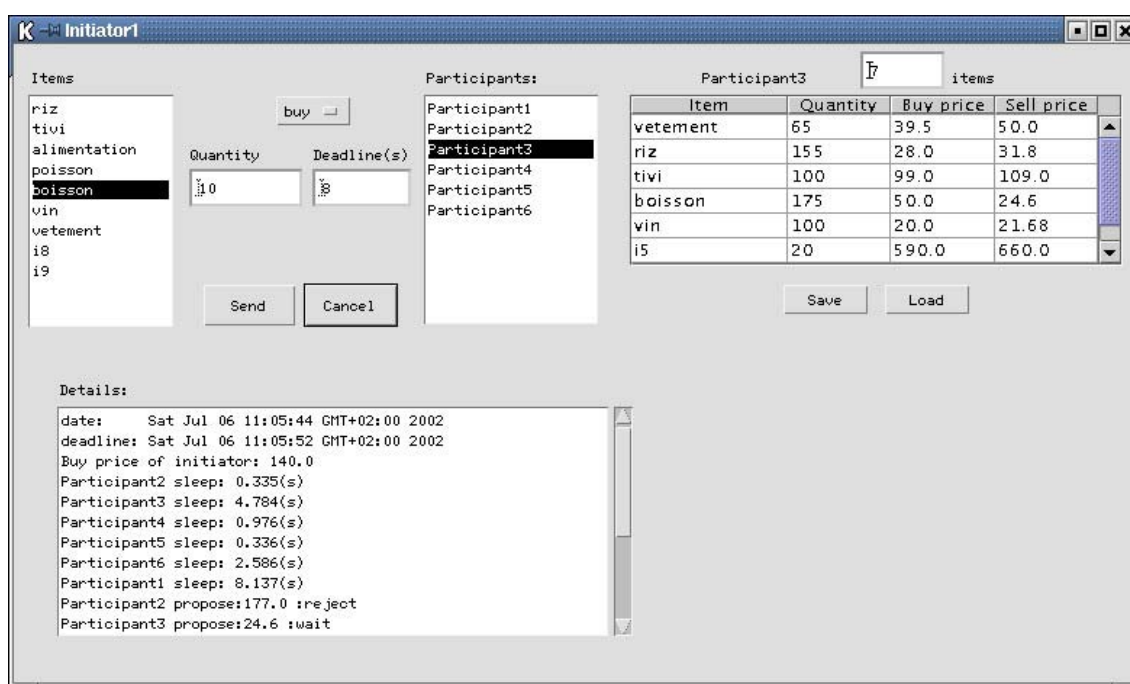 Initiator1
Items
riz
tivi
alimentation
poisson
boisson
vin
vetement
i8
i9
buy
Quantity Deadline(s)
10 8
Send Cancel
Participants:
Participant1
Participant2
Participant3
Participant4
Participant5
Participant6
Participant3 7 items
Item Quantity Buy price Sell price
vetement 65 39.5 50.0
riz 155 28.0 31.8
tivi 100 99.0 109.0
boisson 175 50.0 24.6
vin 100 20.0 21.68
i5 20 590.0 660.0
Save Load
Details:
date: Sat Jul 06 11:05:44 GMT+02:00 2002
deadline: Sat Jul 06 11:05:52 GMT+02:00 2002
Buy price of initiator: 140.0
Participant2 sleep: 0.335(s)
Participant3 sleep: 4.784(s)
Participant4 sleep: 0.976(s)
Participant5 sleep: 0.336(s)
Participant6 sleep: 2.586(s)
Participant1 sleep: 8.137(s)
Participant2 propose:177.0 :reject
Participant3 propose:24.6 :wait